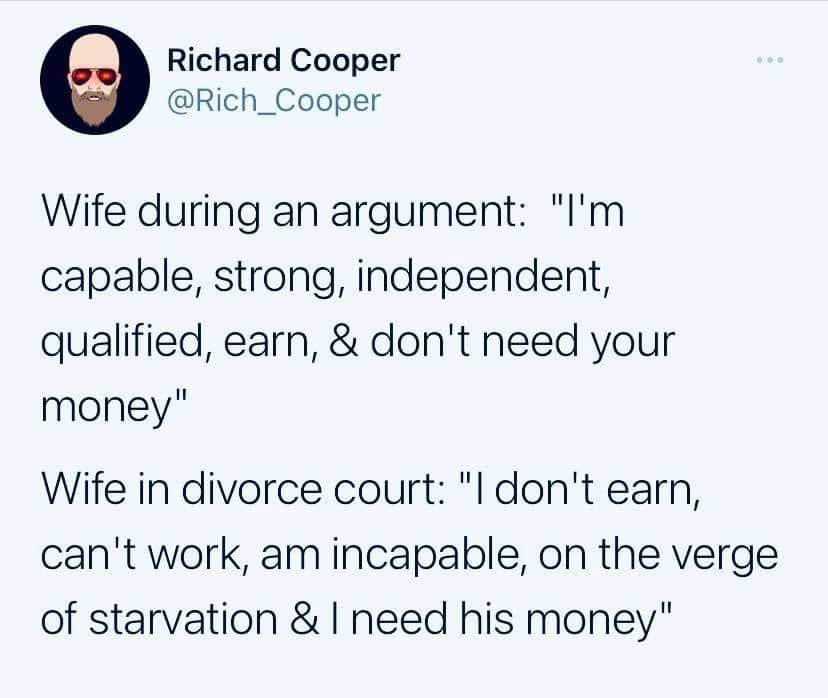 Richard Cooper
@Rich_Cooper
Wife during an argument:  "I'm
capable, strong, independent,
qualified, earn, & don't need your
money"
Wife in divorce court: "I don't earn,
can't work, am incapable, on the verge
of starvation & I need his money"